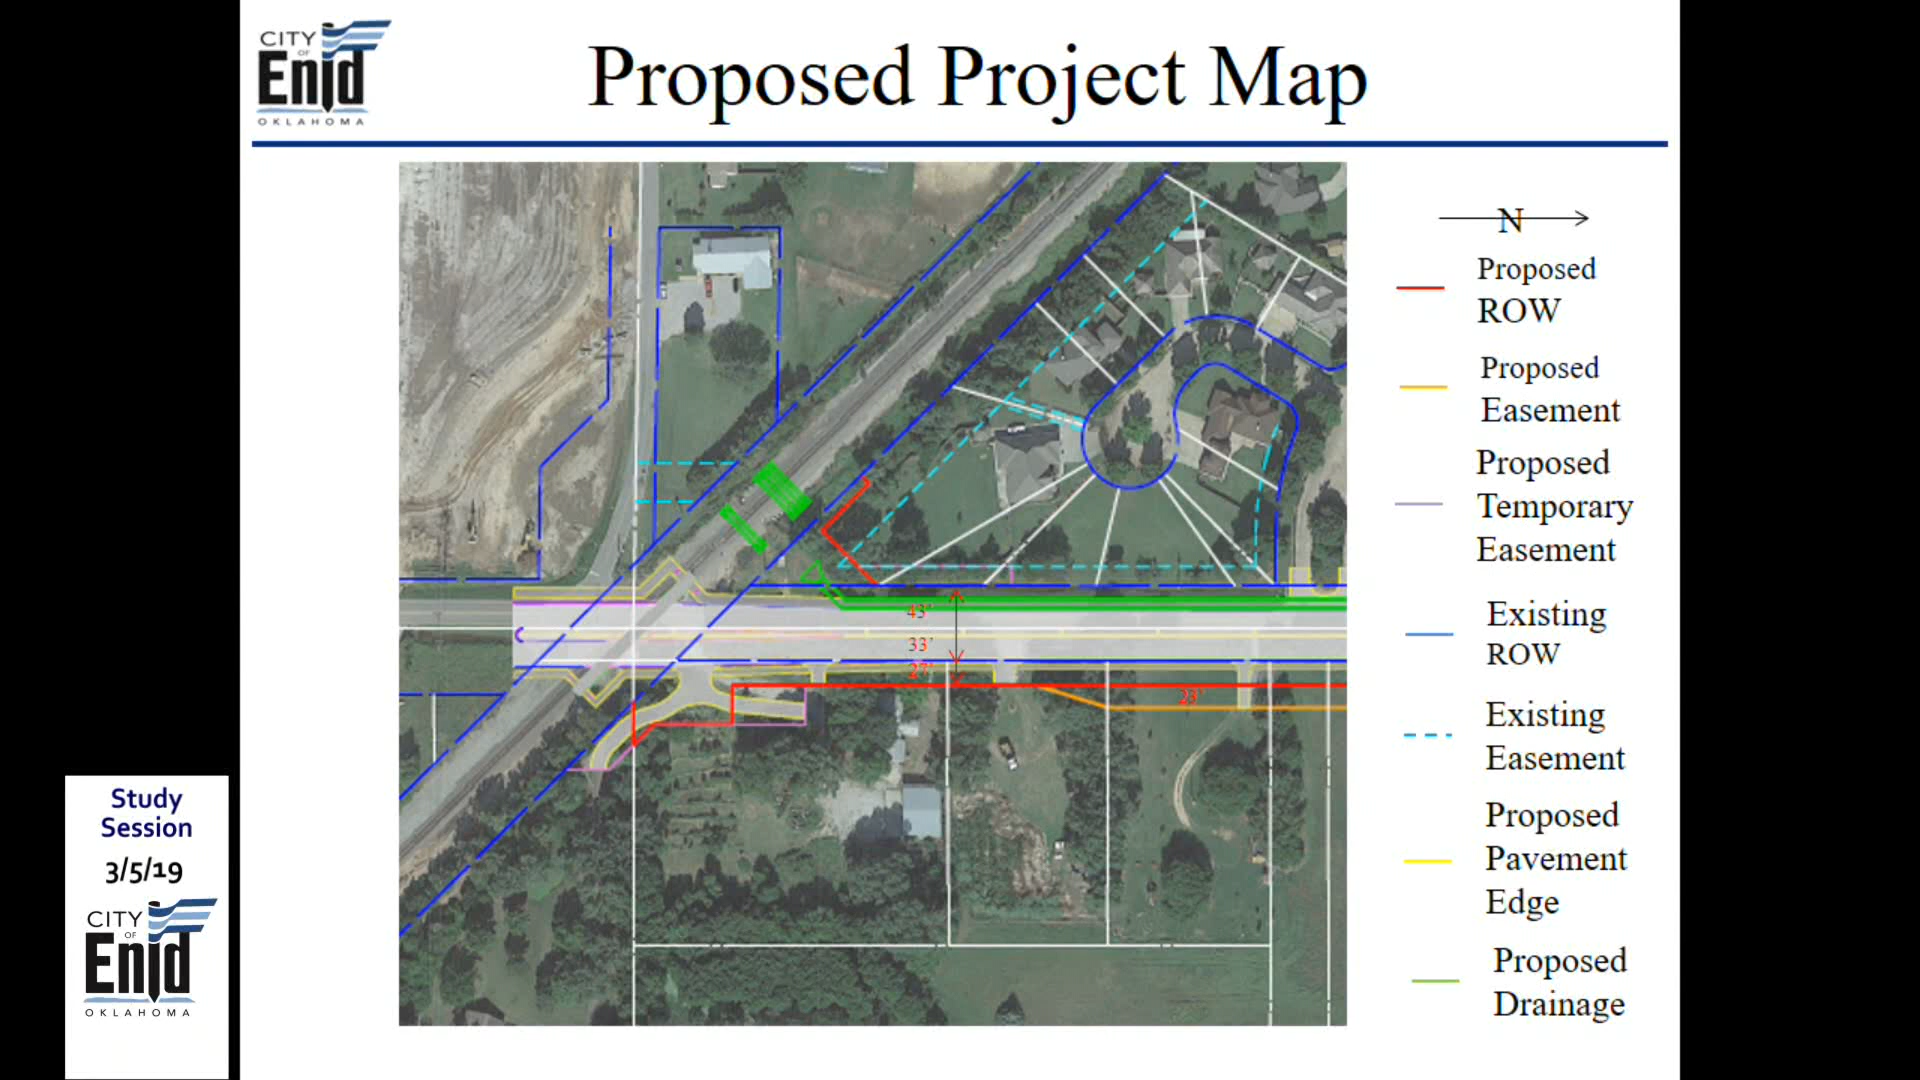 CITY
OF
Enid
OKLAHOMA
Proposed Project Map
N
Proposed
ROW
Proposed
Easement
Proposed
Temporary
Easement
Existing
ROW
Existing
Easement
Proposed
Pavement
Edge
Proposed
Drainage
43'
33'
27'
23'
Study
Session
3/5/19
CITY
OF
Enid
OKLAHOMA